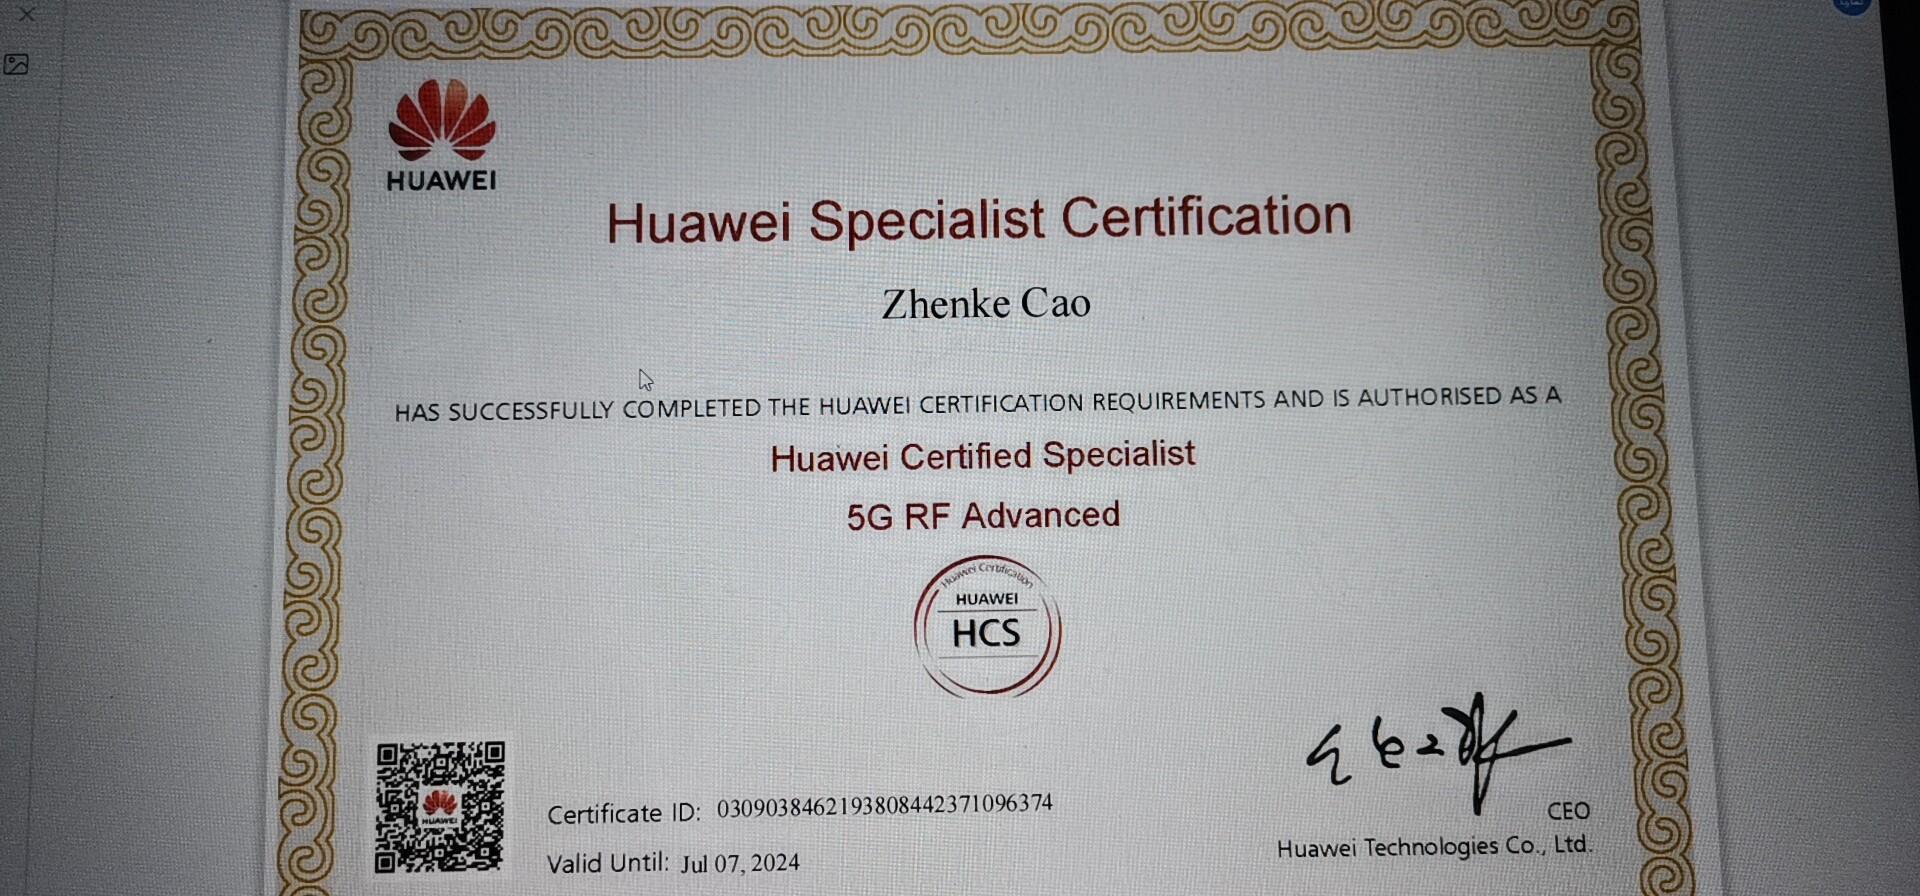 HUAWEI
Huawei Specialist Certification
Zhenke Cao
HAS SUCCESSFULLY COMPLETED THE HUAWEI CERTIFICATION REQUIREMENTS AND IS AUTHORISED AS A
Huawei Certified Specialist
5G RF Advanced
Huawei Certification
HUAWEI
HCS
HUAWEI
Certificate ID: 03090384621938084423710963​74
Valid Until: Jul 07, 2024
CEO
Huawei Technologies Co., Ltd.